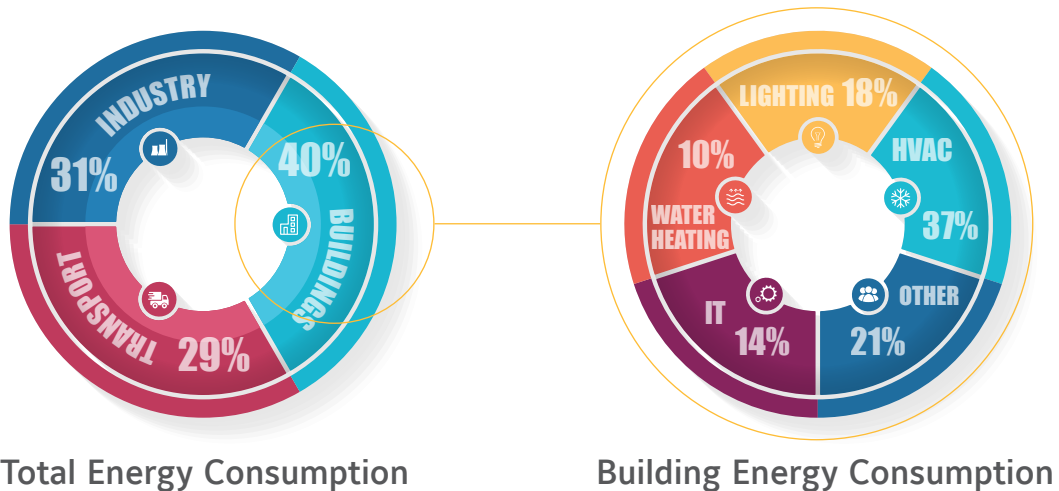 INDUSTRY
31%
40%
BUILDINGS
TRANSPORT
29%
Total Energy Consumption
LIGHTING 18%
HVAC
37%
10%
WATER
HEATING
IT
14%
OTHER
21%
Building Energy Consumption